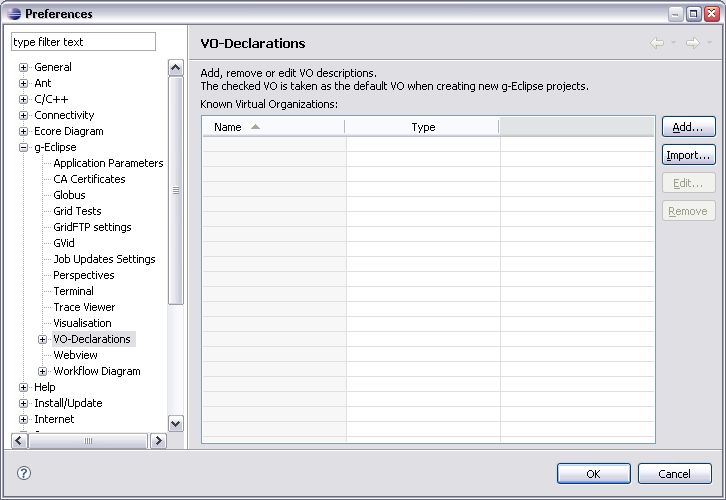 Preferences
type filter text
General
Ant
C/C++
Connectivity
Ecore Diagram
g-Eclipse
Application Parameters
CA Certificates
Globus
Grid Tests
GridFTP settings
GVid
Job Updates Settings
Perspectives
Terminal
Trace Viewer
Visualisation
VO-Declarations
Webview
Workflow Diagram
Help
Install/Update
Internet
VO-Declarations
Add, remove or edit VO descriptions.
The checked VO is taken as the default VO when creating new g-Eclipse projects.
Known Virtual Organizations:
Name Type
Add...
Import...
Edit...
Remove
?
OK Cancel